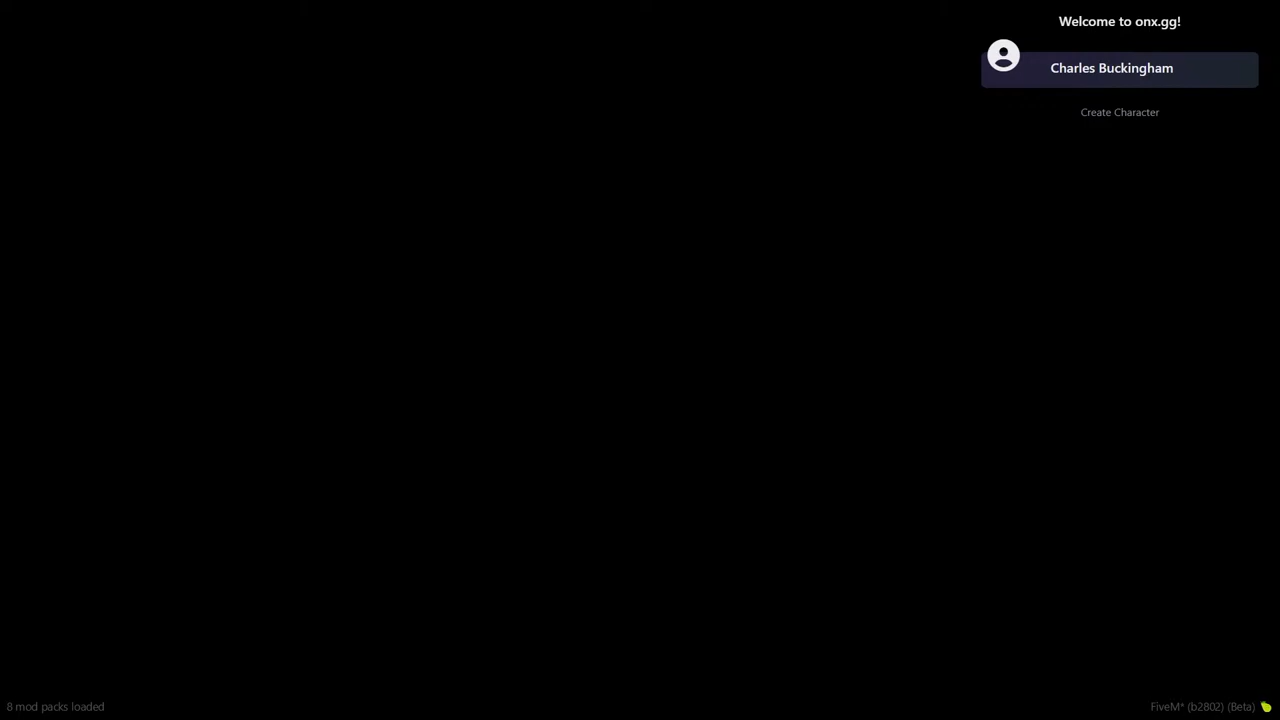 Welcome to onx.gg!
Charles Buckingham
Create Character
8 mod packs loaded
FiveM* (b2802) (Beta)